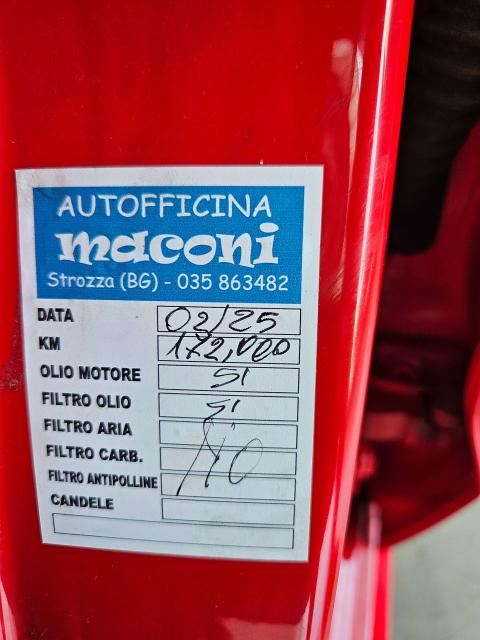 AUTOFFICINA
maconi
Strozza (BG) - 035 863482
DATA 02/25
KM 172,000
OLIO MOTORE SI
FILTRO OLIO SI
FILTRO ARIA
FILTRO CARB. NO
FILTRO ANTIPOLLINE
CANDELE